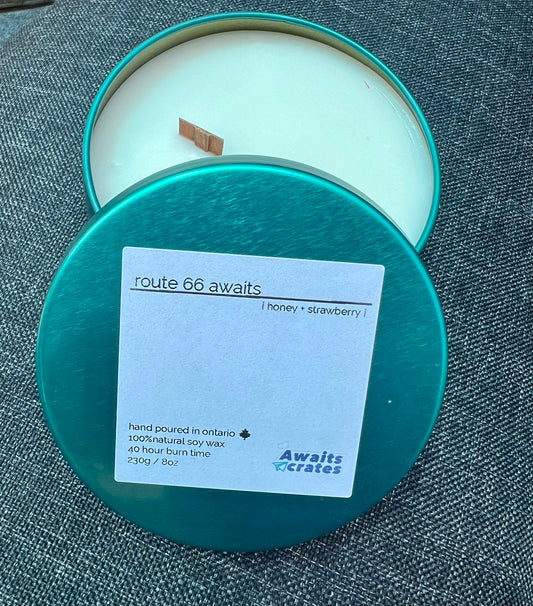 route 66 awaits
[ honey + strawberry ]
hand poured in ontario
100%natural soy wax
40 hour burn time
230g / 8oz
Awaits
crates